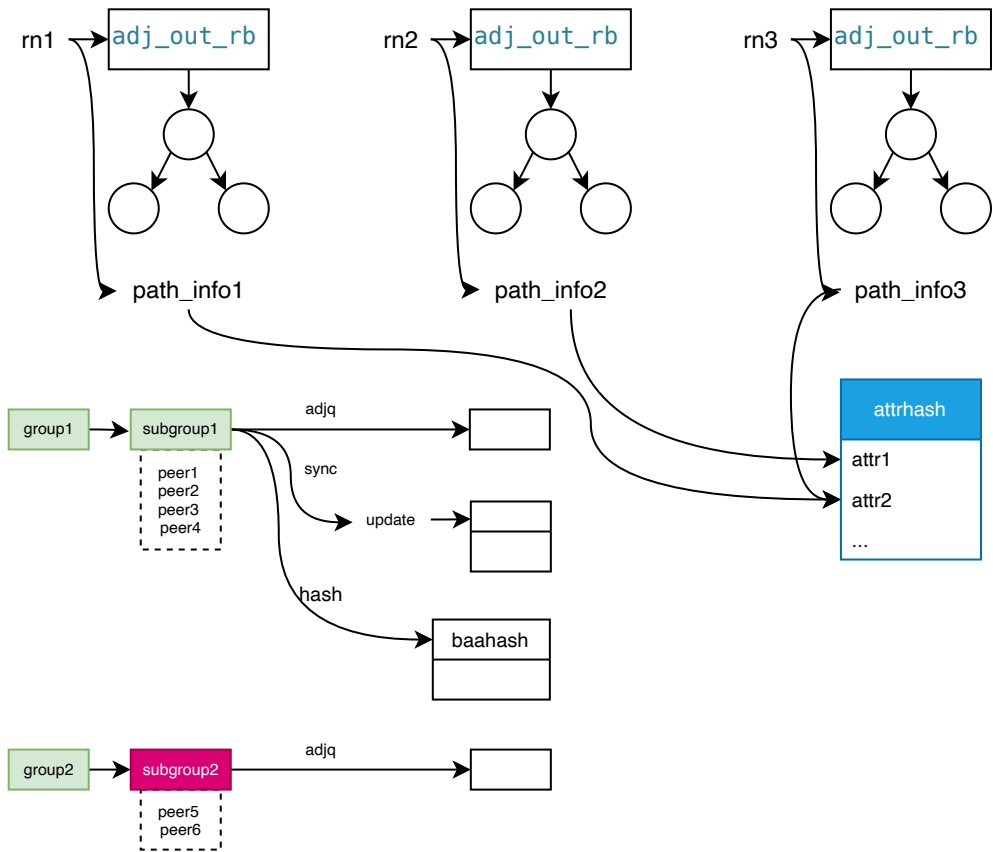 rn1
adj_out_rb
rn2
adj_out_rb
rn3
adj_out_rb
path_info1
path_info2
path_info3
group1
subgroup1
adjq
peer1
peer2
peer3
peer4
sync
update
hash
baahash
attrhash
attr1
attr2
...
group2
subgroup2
adjq
peer5
peer6